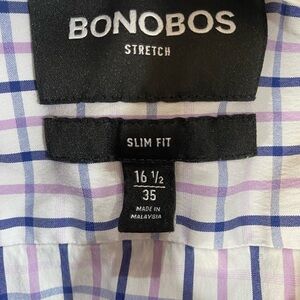 BONOBOS
STRETCH
SLIM FIT
16 1/2
35
MADE IN
MALAYSIA